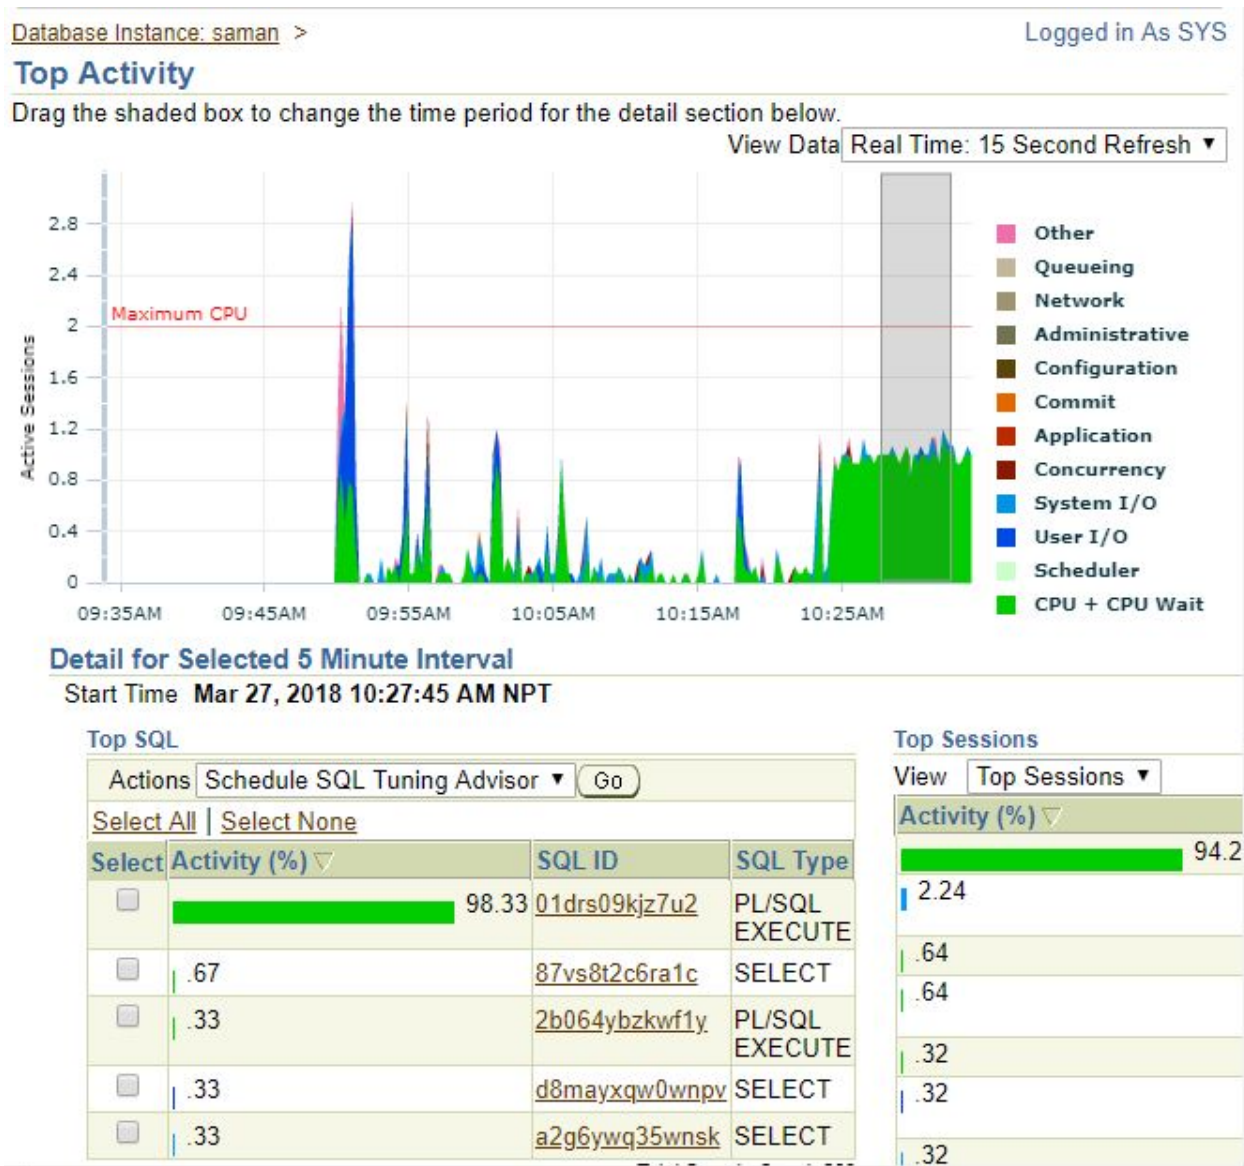 Database Instance: saman >
Logged in As SYS
Top Activity
Drag the shaded box to change the time period for the detail section below.
View Data Real Time: 15 Second Refresh ▼
2.8
2.4
2
1.6
1.2
0.8
0.4
0
Active Sessions
Maximum CPU
09:35AM 09:45AM 09:55AM 10:05AM 10:15AM 10:25AM
Other
Queueing
Network
Administrative
Configuration
Commit
Application
Concurrency
System I/O
User I/O
Scheduler
CPU + CPU Wait
Detail for Selected 5 Minute Interval
Start Time Mar 27, 2018 10:27:45 AM NPT
Top SQL
Actions Schedule SQL Tuning Advisor ▼ Go
Select All | Select None
Select Activity (%) SQL ID SQL Type
98.33 01drs09kjz7u2 PL/SQL
EXECUTE
.67 87vs8t2c6ra1c SELECT
.33 2b064ybzkwf1y PL/SQL
EXECUTE
.33 d8mayxqw0wnpv SELECT
.33 a2g6ywq35wnsk SELECT
Top Sessions
View Top Sessions ▼
Activity (%)
94.2
2.24
.64
.64
.32
.32
.32